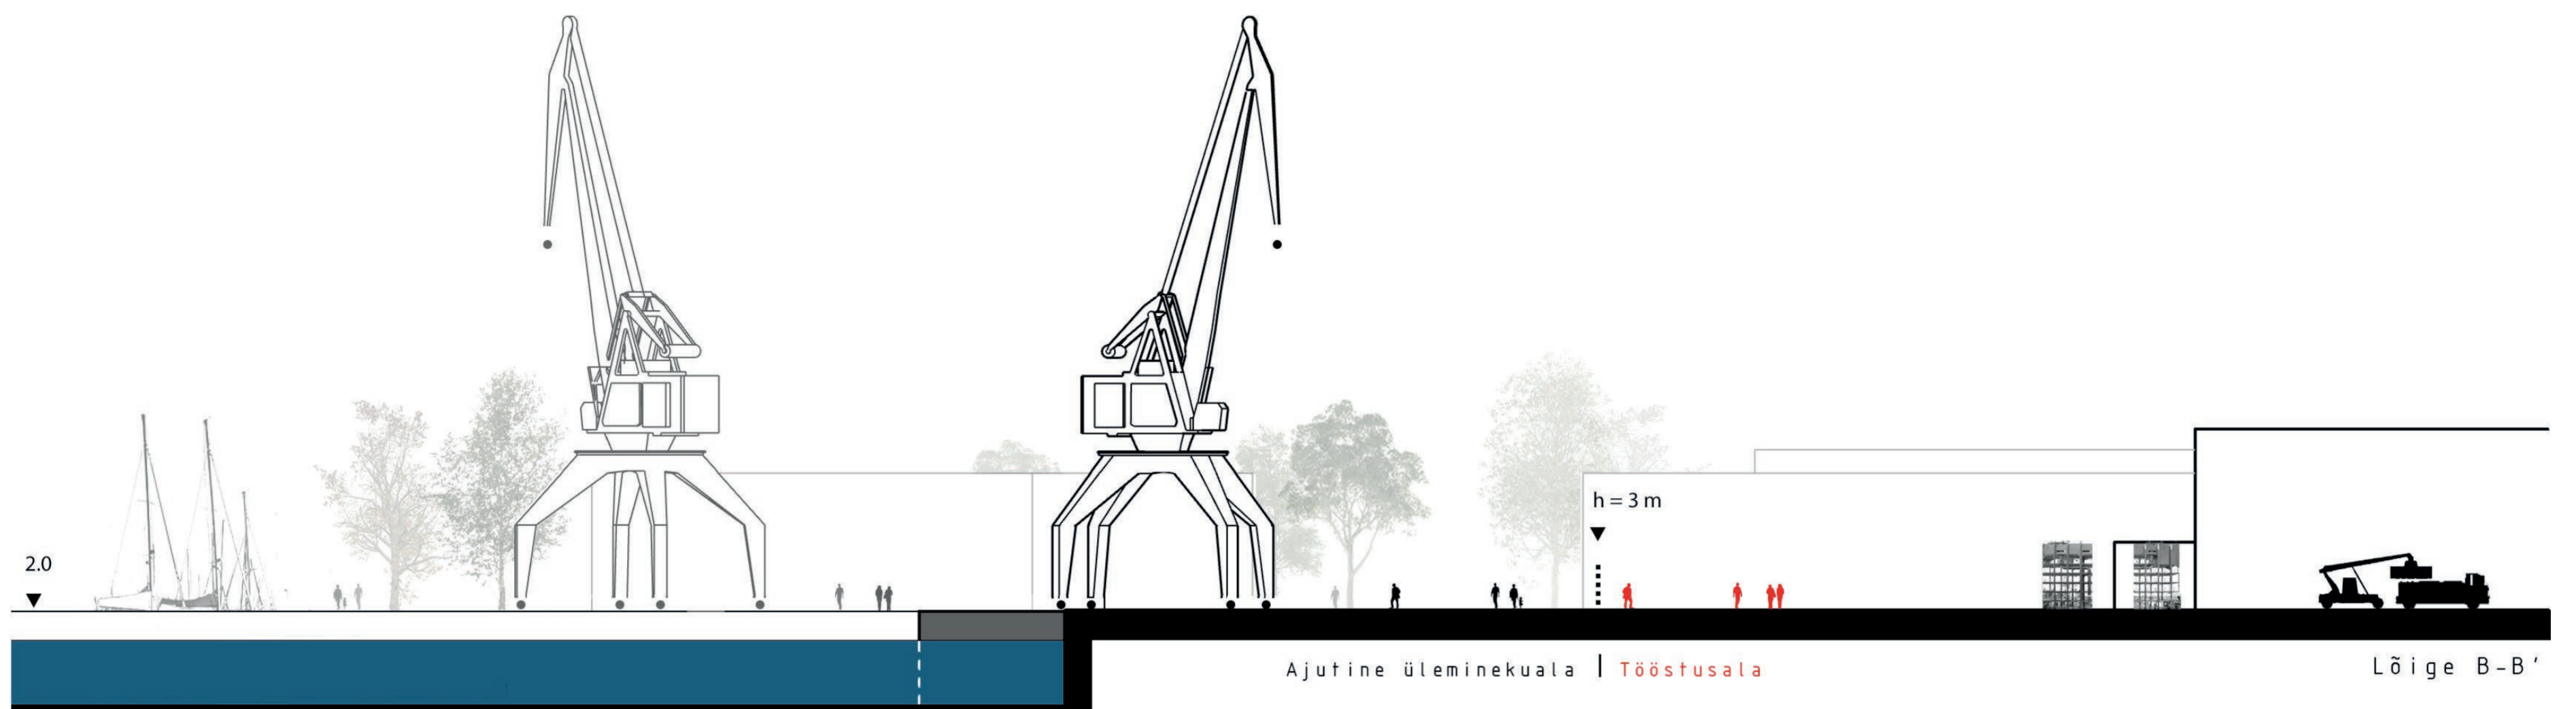 h = 3 m
2.0
Ajutine üleminekuala | Tööstusala
Lõige B-B'